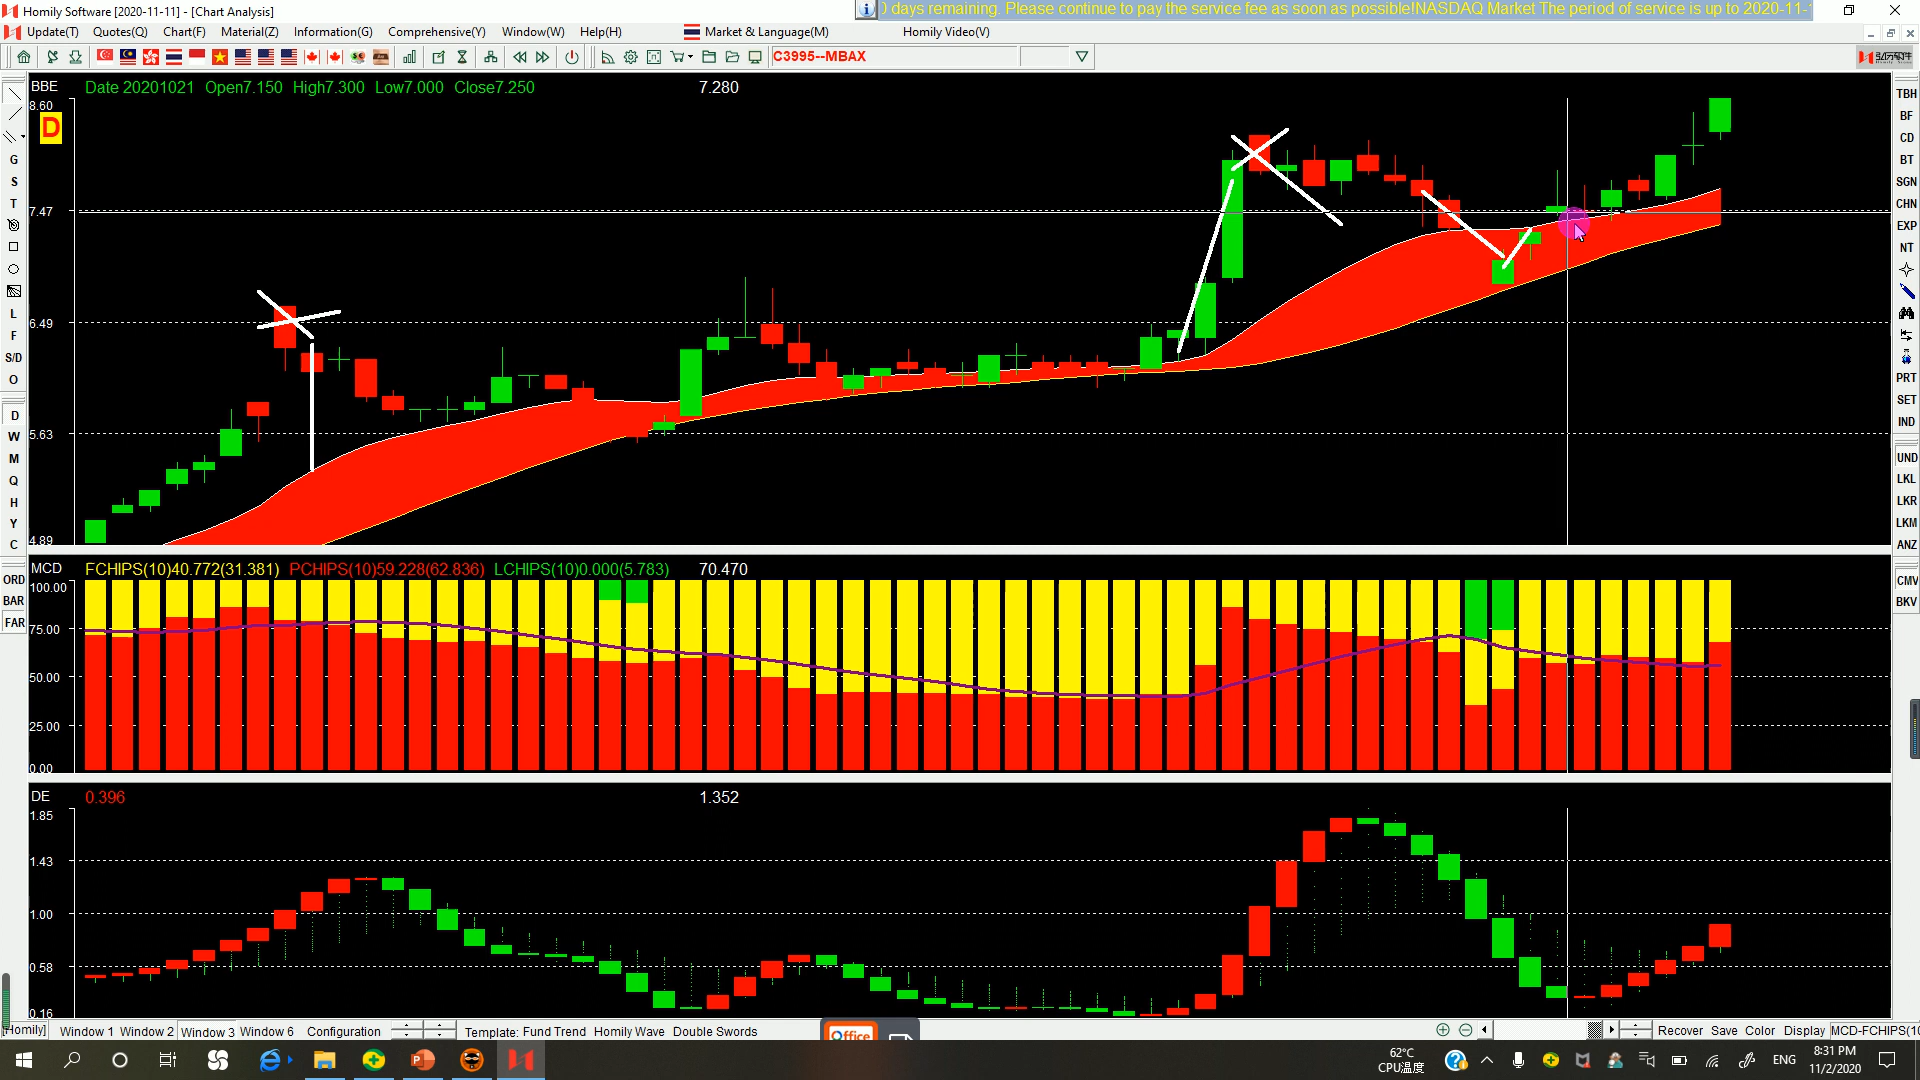 Homily Software [2020-11-11] - [Chart Analysis]
) days remaining. Please continue to pay the service fee as soon as possible!NASDAQ Market The period of service is up to 2020-11-
Update(T) Quotes(Q) Chart(F) Material(Z) Information(G) Comprehensive(Y) Window(W) Help(H) Market & Language(M) Homily Video(V)
C3995--MBAX
BBE Date 20201021 Open7.150 High7.300 Low7.000 Close7.250 7.280
8.60
D
7.47
6.49
5.63
4.89
MCD FCHIPS(10)40.772(31.381) PCHIPS(10)59.228(62.836) LCHIPS(10)0.000(5.783) 70.470
100.00
75.00
50.00
25.00
0.00
DE 0.396 1.352
1.85
1.43
1.00
0.58
0.16
G
S
T
L
F
S/D
O
D
W
M
Q
H
Y
C
ORD
BAR
FAR
TBH
BF
CD
BT
SGN
CHN
EXP
NT
PRT
SET
IND
UND
LKL
LKR
LKM
ANZ
CMV
BKV
[Homily] Window 1 Window 2 Window 3 Window 6 Configuration Template: Fund Trend Homily Wave Double Swords Office Recover Save Color Display MCD-FCHIPS(10
62°C
CPU温度
ENG
8:31 PM
11/2/2020